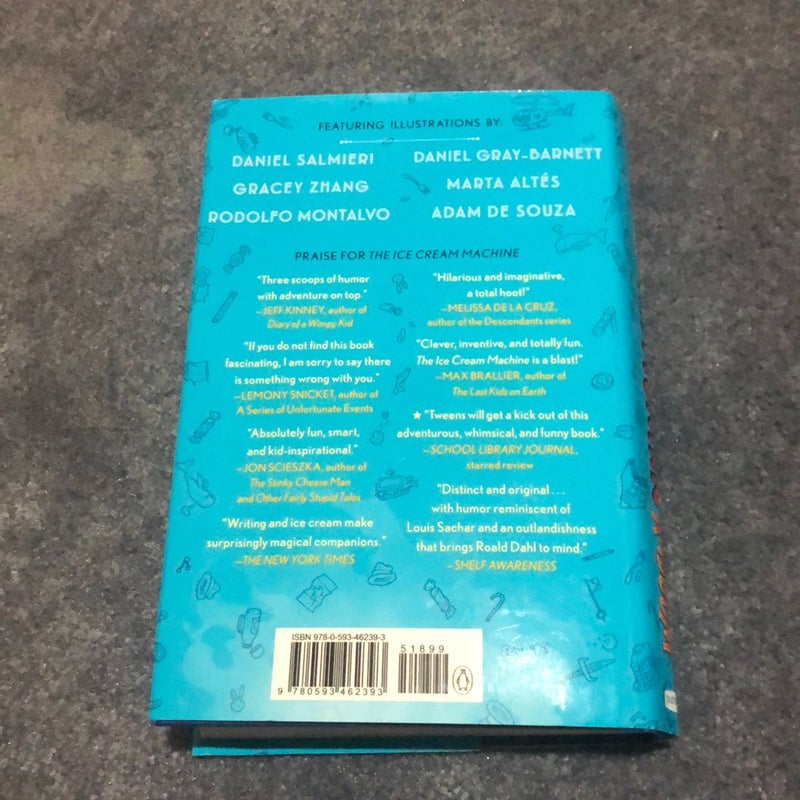 FEATURING ILLUSTRATIONS BY:
DANIEL SALMIERI
GRACEY ZHANG
RODOLFO MONTALVO
DANIEL GRAY-BARNETT
MARTA ALTÉS
ADAM DE SOUZA
PRAISE FOR THE ICE CREAM MACHINE
"Three scoops of humor
with adventure on top."
—JEFF KINNEY, author of
Diary of a Wimpy Kid
"If you do not find this book
fascinating, I am sorry to say there
is something wrong with you."
—LEMONY SNICKET, author of
A Series of Unfortunate Events
"Absolutely fun, smart,
and kid-inspirational."
—JON SCIESZKA, author of
The Stinky Cheese Man
and Other Fairly Stupid Tales
"Writing and ice cream make
surprisingly magical companions."
—THE NEW YORK TIMES
"Hilarious and imaginative,
a total hoot!"
—MELISSA DE LA CRUZ,
author of the Descendants series
"Clever, inventive, and totally fun.
The Ice Cream Machine is a blast!"
—MAX BRALLIER, author of
The Last Kids on Earth
★ "Tweens will get a kick out of this
adventurous, whimsical, and funny book."
—SCHOOL LIBRARY JOURNAL,
starred review
"Distinct and original . . .
with humor reminiscent of
Louis Sachar and an outlandishness
that brings Roald Dahl to mind."
—SHELF AWARENESS
ISBN 978-0-593-46239-3
51899
9 780593 462393